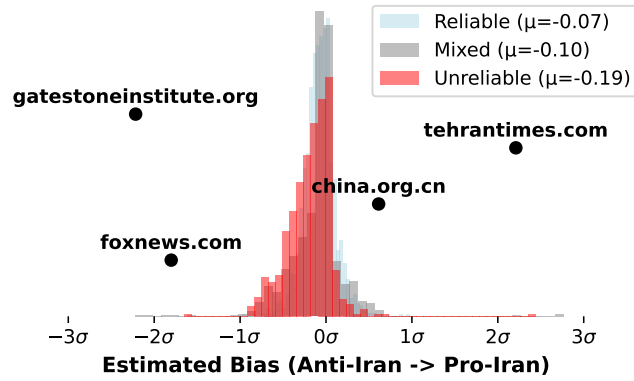 Reliable (μ=-0.07)
Mixed (μ=-0.10)
Unreliable (μ=-0.19)
gatestoneinstitute.org
tehrantimes.com
china.org.cn
foxnews.com
−3σ −2σ −1σ 0σ 1σ 2σ 3σ
Estimated Bias (Anti-Iran -> Pro-Iran)